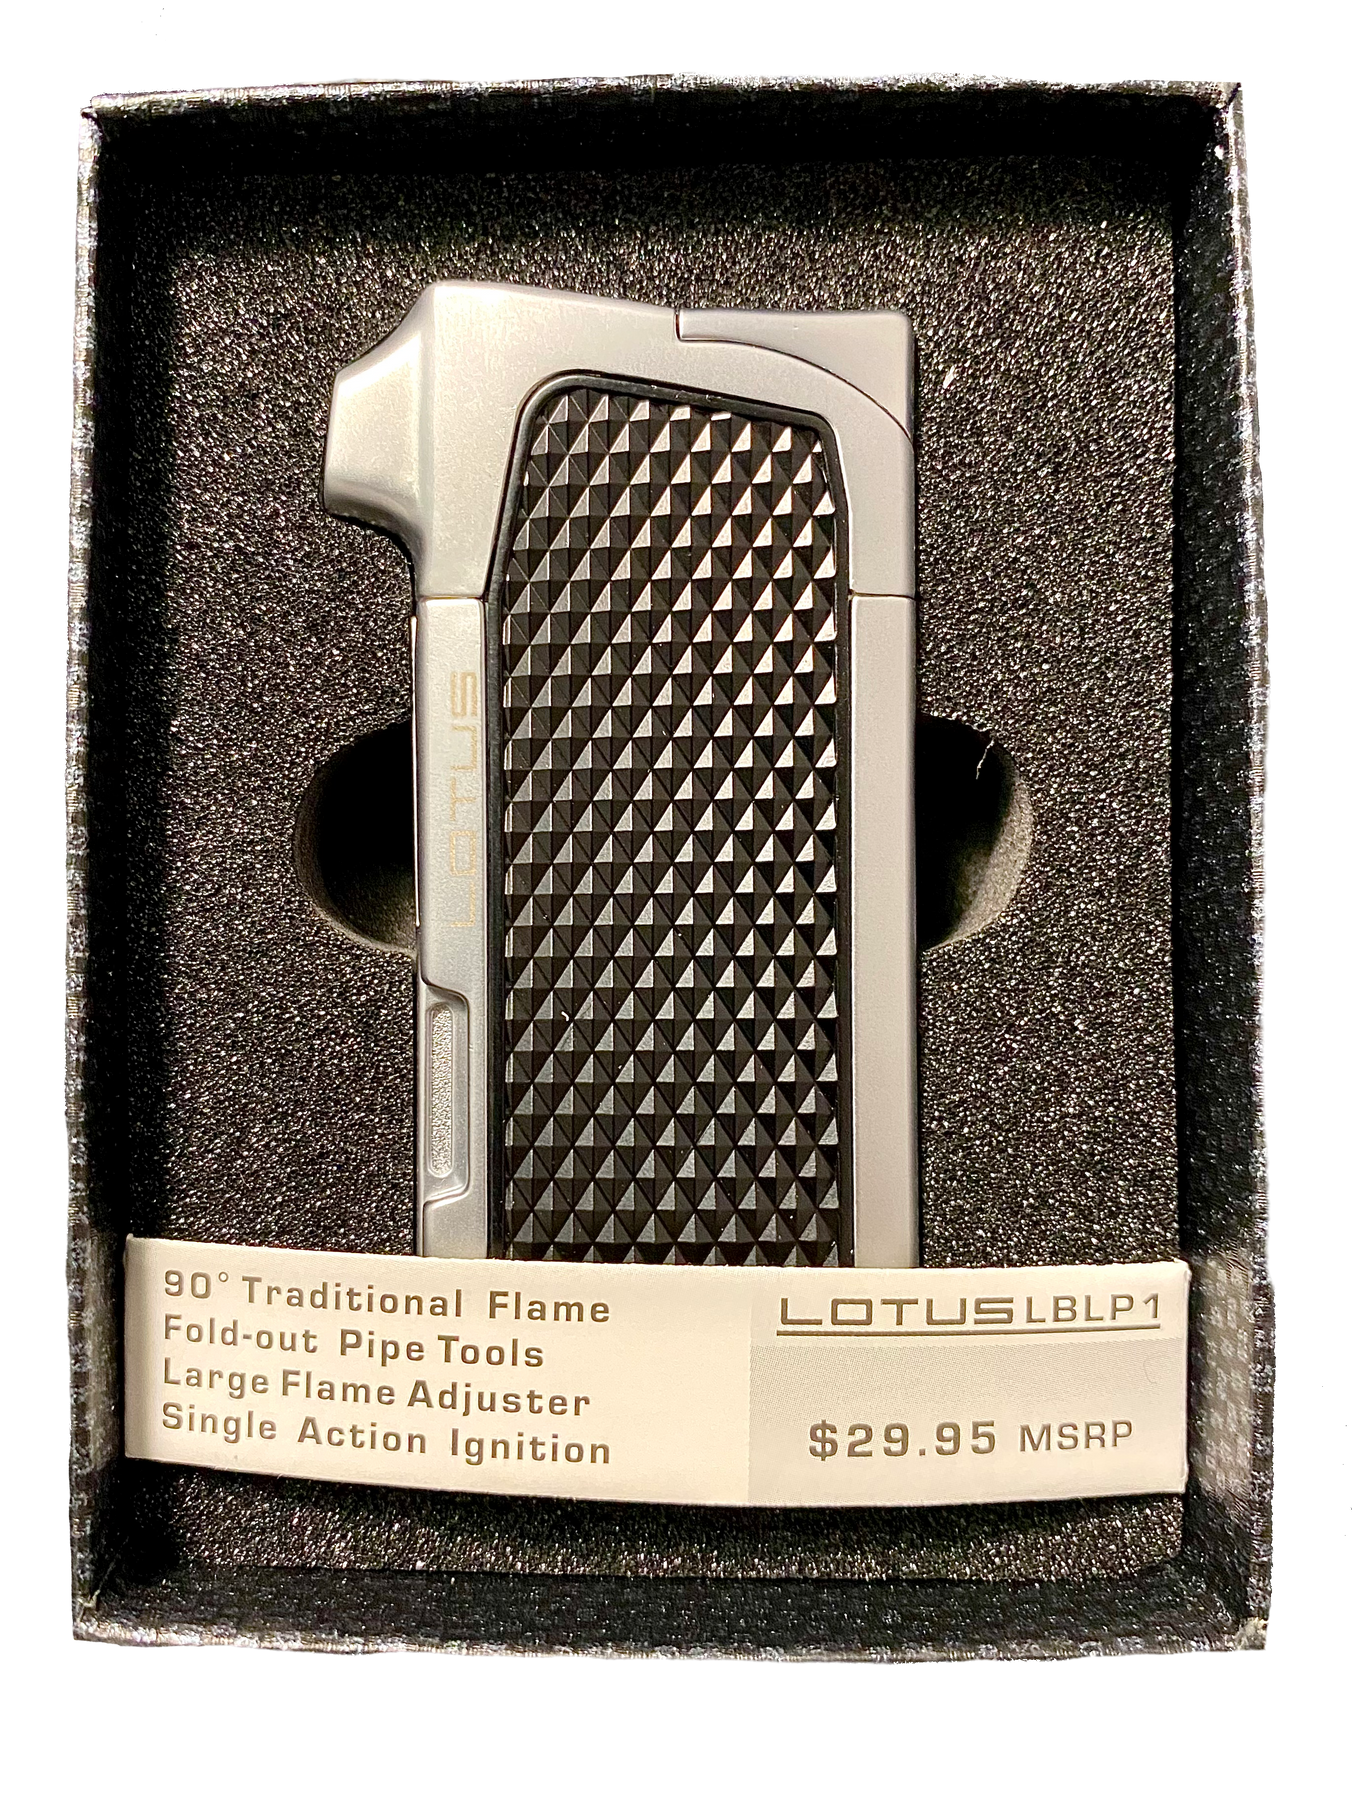 LOTUS
90° Traditional Flame
Fold-out Pipe Tools
Large Flame Adjuster
Single Action Ignition
LOTUS LBLP1
$29.95 MSRP